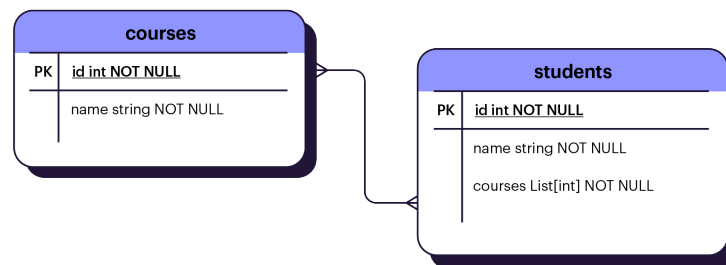 courses
PK id int NOT NULL
name string NOT NULL
students
PK id int NOT NULL
name string NOT NULL
courses List[int] NOT NULL